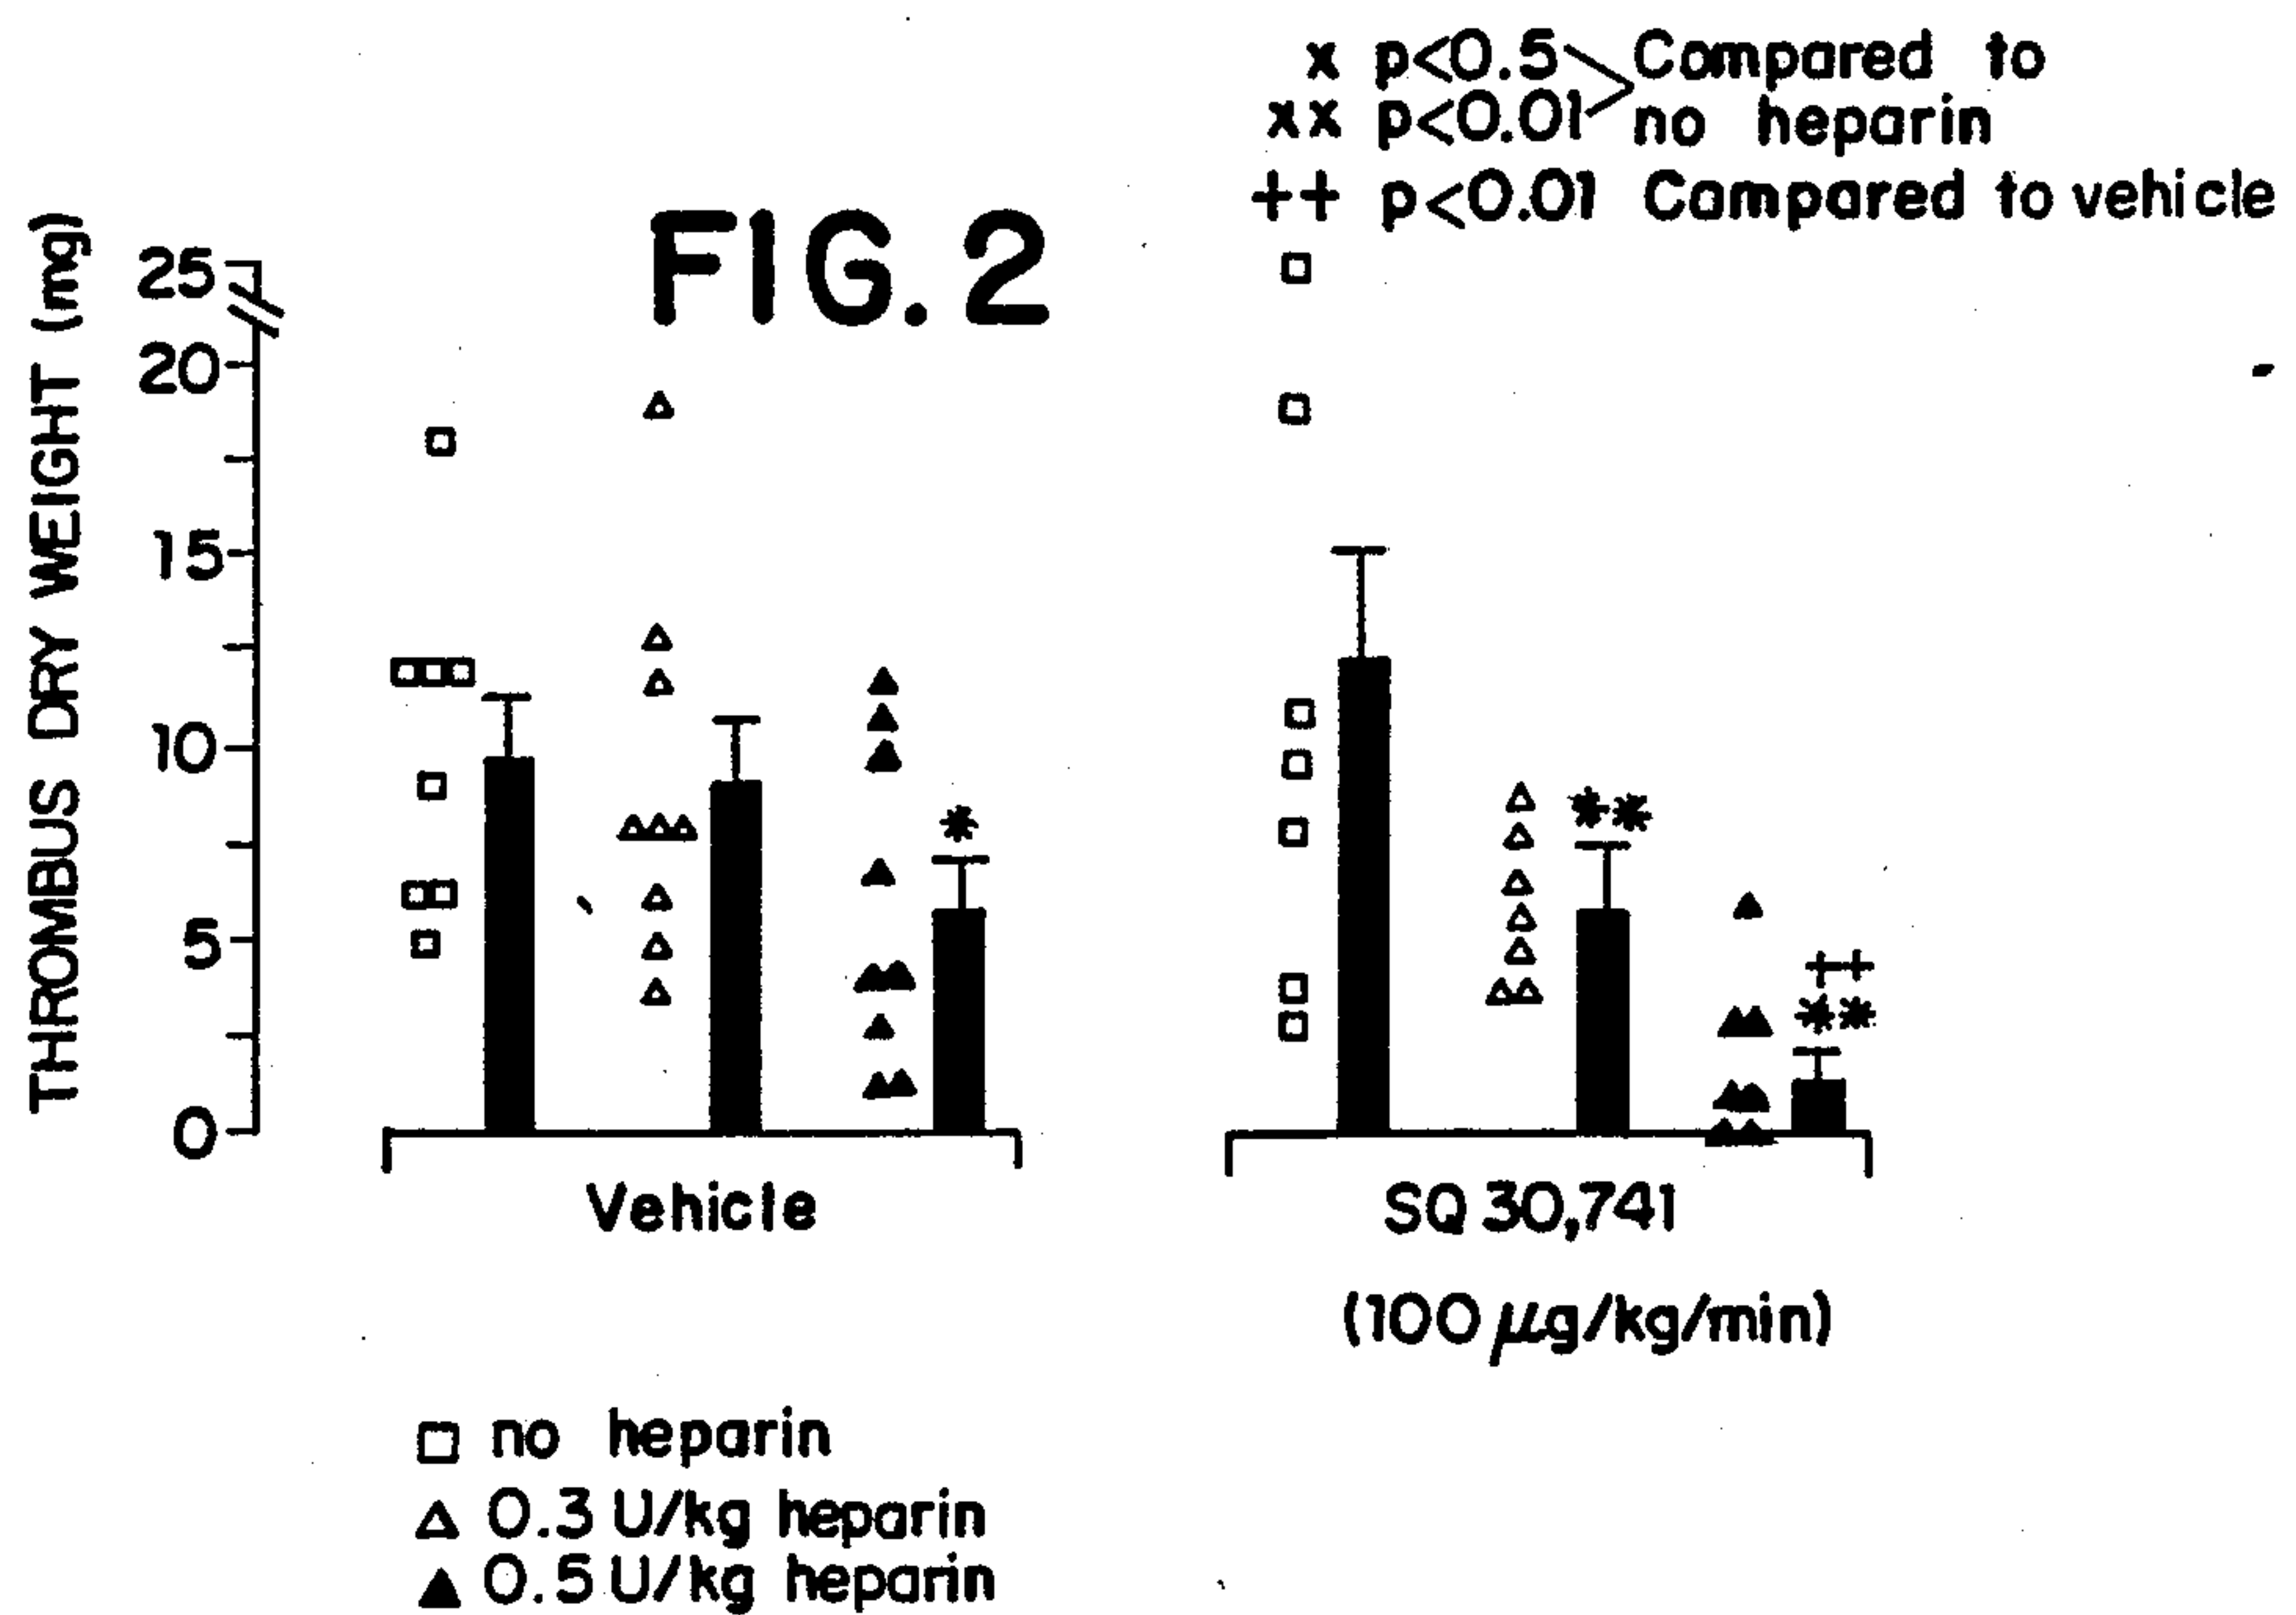 x p<0.5 Compared to
xx p<0.01 no heparin
++ p<0.01 Compared to vehicle
FIG. 2
THROMBUS DRY WEIGHT (mg)
25
20
15
10
5
0
*
**
++
**
Vehicle
SQ 30,741
(100 μg/kg/min)
□ no heparin
△ 0.3 U/kg heparin
▲ 0.5 U/kg heparin